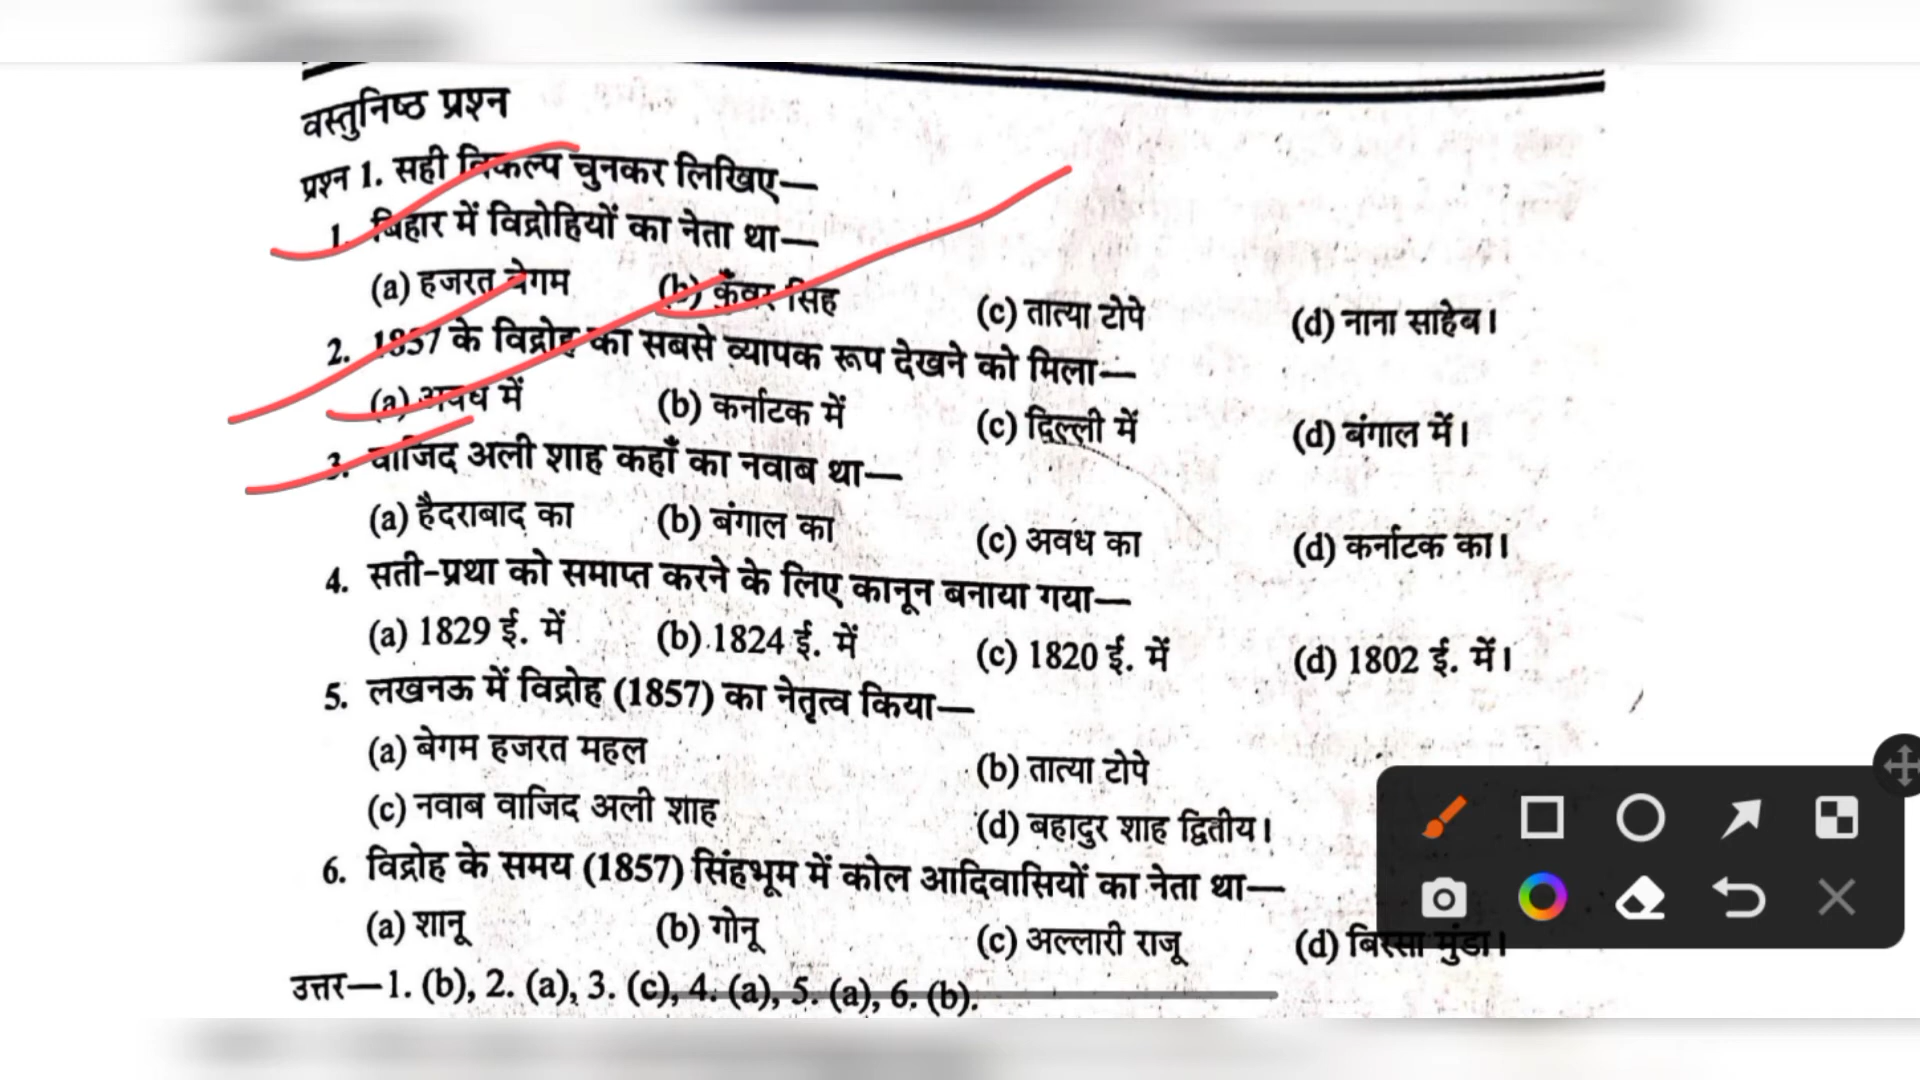 वस्तुनिष्ठ प्रश्न
प्रश्न 1. सही विकल्प चुनकर लिखिए—
1. बिहार में विद्रोहियों का नेता था—
(a) हजरत बेगम (b) कुँवर सिंह (c) तात्या टोपे (d) नाना साहेब।
2. 1857 के विद्रोह का सबसे व्यापक रूप देखने को मिला—
(a) अवध में (b) कर्नाटक में (c) दिल्ली में (d) बंगाल में।
3. वाजिद अली शाह कहाँ का नवाब था—
(a) हैदराबाद का (b) बंगाल का (c) अवध का (d) कर्नाटक का।
4. सती-प्रथा को समाप्त करने के लिए कानून बनाया गया—
(a) 1829 ई. में (b) 1824 ई. में (c) 1820 ई. में (d) 1802 ई. में।
5. लखनऊ में विद्रोह (1857) का नेतृत्व किया—
(a) बेगम हजरत महल (b) तात्या टोपे
(c) नवाब वाजिद अली शाह (d) बहादुर शाह द्वितीय।
6. विद्रोह के समय (1857) सिंहभूम में कोल आदिवासियों का नेता था—
(a) शानू (b) गोनू (c) अल्लारी राजू (d) बिरसा मुंडा।
उत्तर—1. (b), 2. (a), 3. (c), 4. (a), 5. (a), 6. (b).